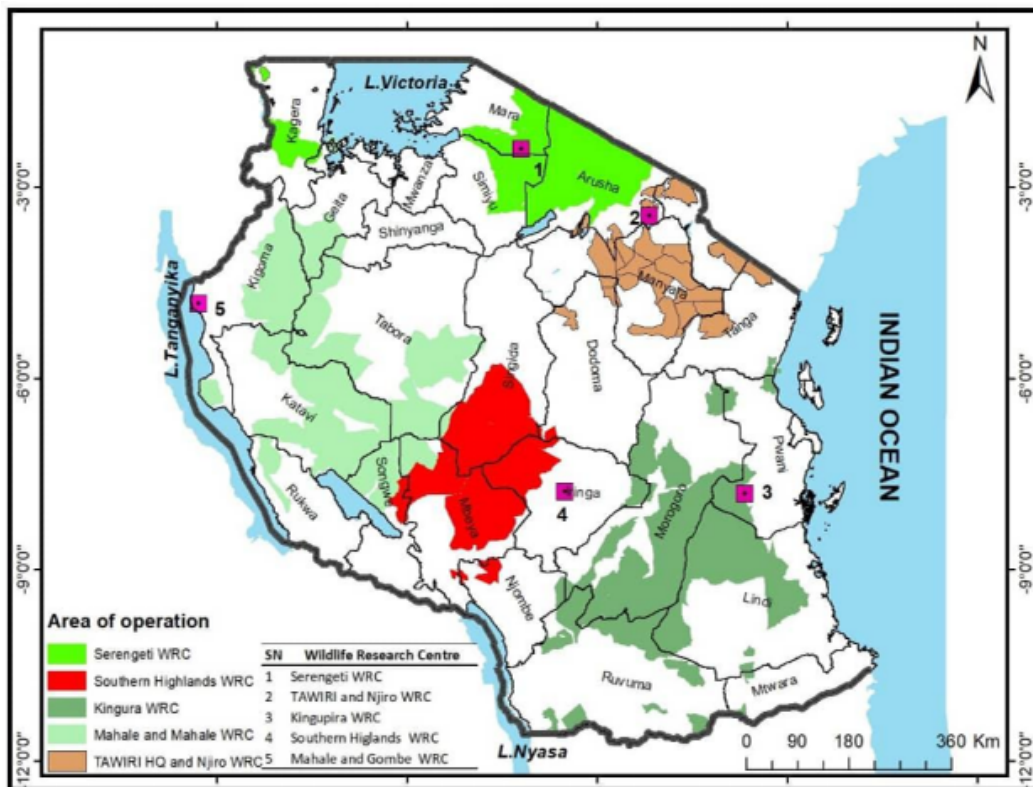 N
L.Victoria
Mara
Kagera
1
Arusha
Simiyu
Mwanza
Geita
Shinyanga
2
-3°0'0"
-3°0'0"
Kigoma
Manyara
L.Tanganyika
5
Tabora
Tanga
Singida
Dodoma
INDIAN OCEAN
-6°0'0"
-6°0'0"
Katavi
Pwani
Songwe
3
Rukwa
Mbeya
Iringa
4
Morogoro
-9°0'0"
-9°0'0"
Njombe
Lindi
Ruvuma
Mtwara
L.Nyasa
Area of operation
Serengeti WRC
Southern Highlands WRC
Kingura WRC
Mahale and Mahale WRC
TAWIRI HQ and Njiro WRC
SN Wildlife Research Centre
1 Serengeti WRC
2 TAWIRI and Njiro WRC
3 Kingupira WRC
4 Southern Higlands WRC
5 Mahale and Gombe WRC
0 90 180 360 Km
-12°0'0"
-12°0'0"